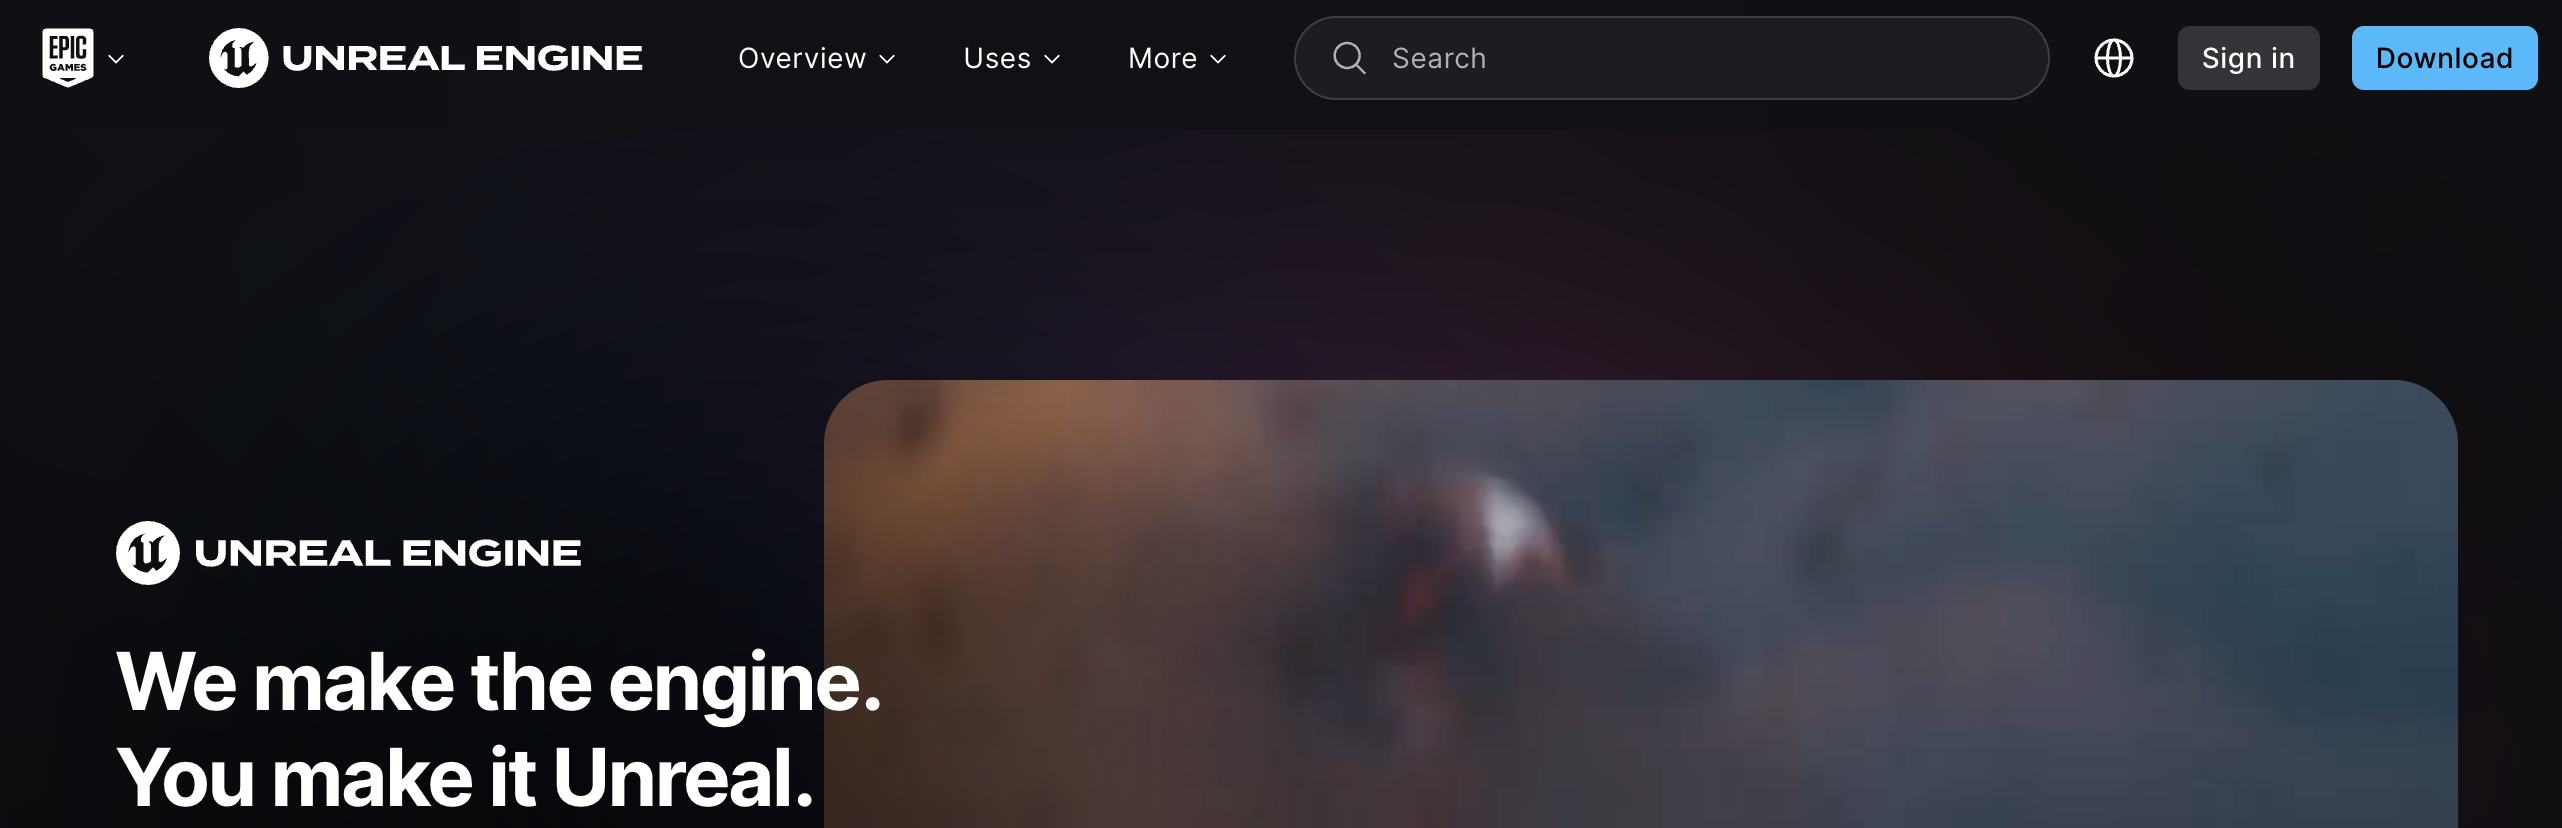 EPIC
GAMES
UNREAL ENGINE
Overview
Uses
More
Search
Sign in
Download
UNREAL ENGINE
We make the engine.
You make it Unreal.